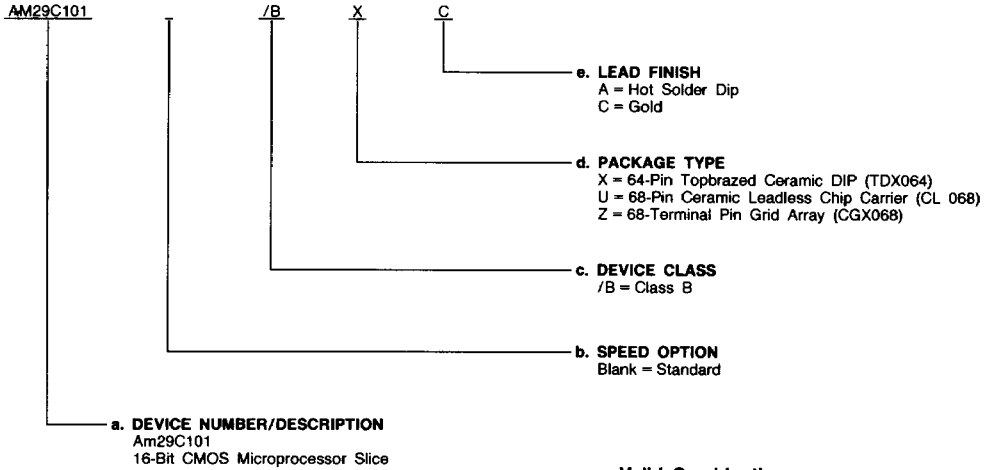 AM29C101 - /B X C
e. LEAD FINISH
A = Hot Solder Dip
C = Gold
d. PACKAGE TYPE
X = 64-Pin Topbrazed Ceramic DIP (TDX064)
U = 68-Pin Ceramic Leadless Chip Carrier (CL 068)
Z = 68-Terminal Pin Grid Array (CGX068)
c. DEVICE CLASS
/B = Class B
b. SPEED OPTION
Blank = Standard
a. DEVICE NUMBER/DESCRIPTION
Am29C101
16-Bit CMOS Microprocessor Slice